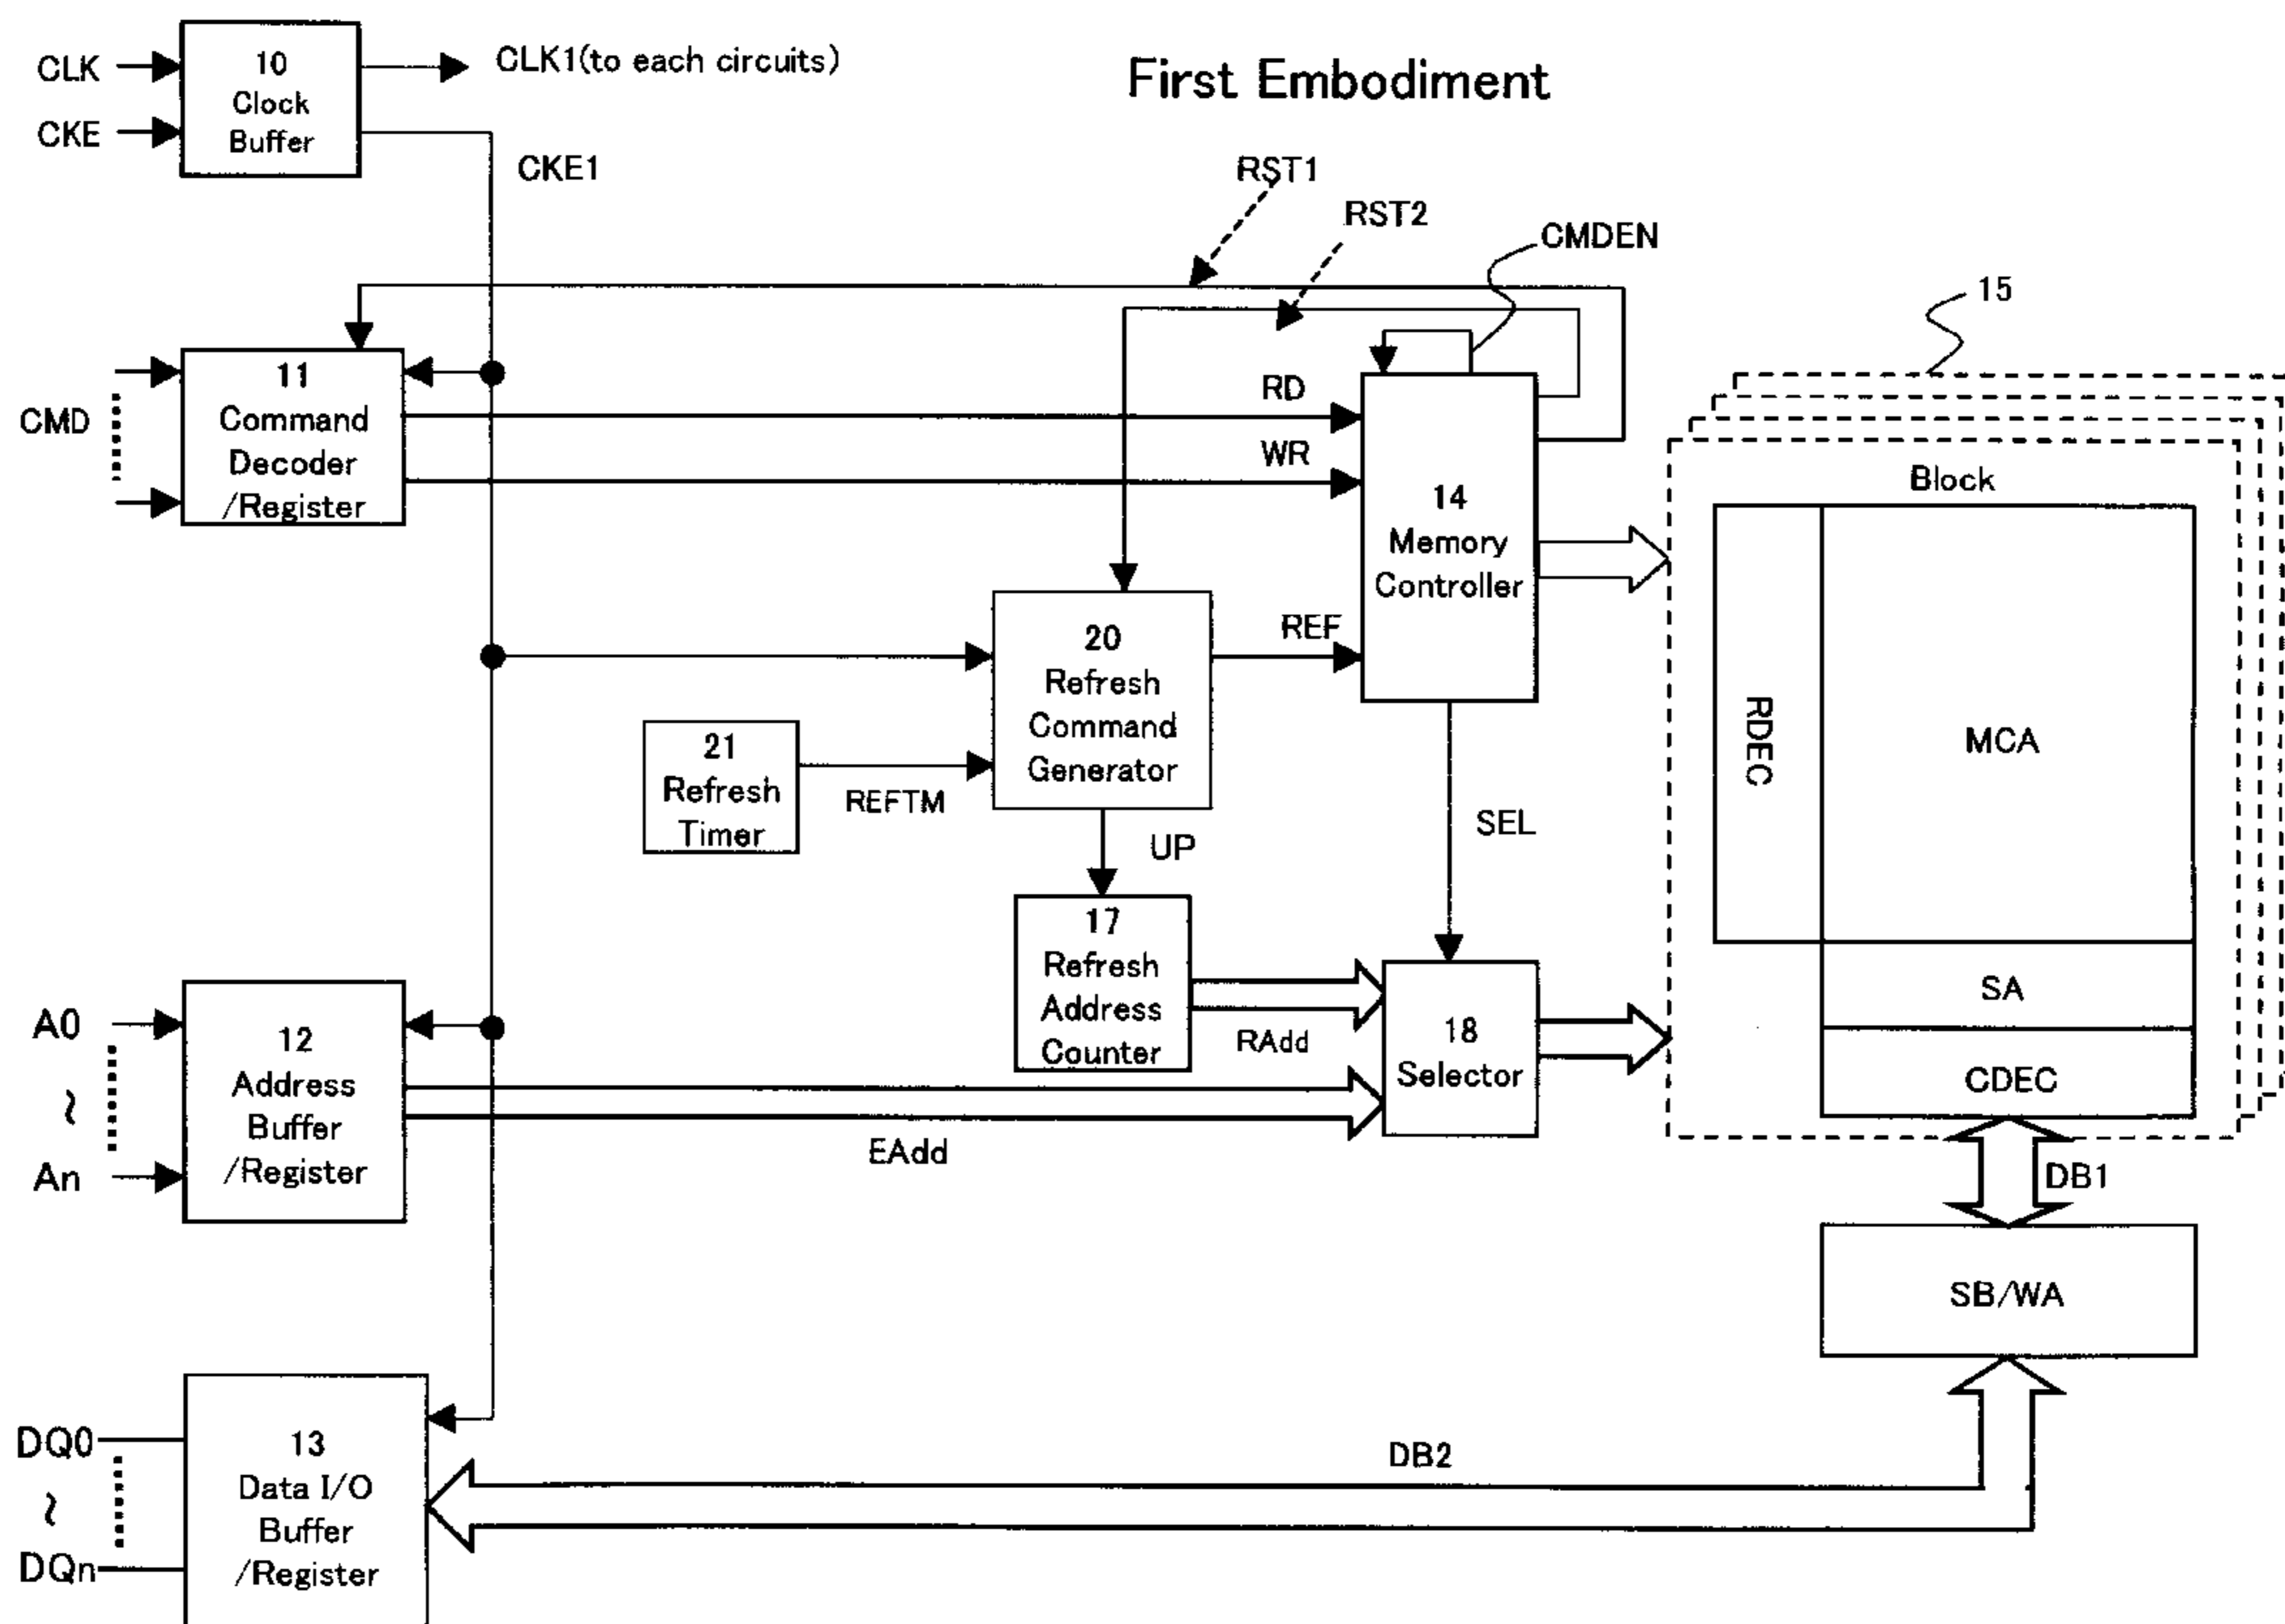 First Embodiment
CLK
CKE
10
Clock
Buffer
CLK1(to each circuits)
CKE1
RST1
RST2
CMDEN
15
CMD
11
Command
Decoder
/Register
RD
WR
14
Memory
Controller
Block
RDEC
MCA
SA
CDEC
20
Refresh
Command
Generator
REF
21
Refresh
Timer
REFTM
UP
SEL
17
Refresh
Address
Counter
RAdd
18
Selector
A0
~
An
12
Address
Buffer
/Register
EAdd
DB1
SB/WA
DB2
DQ0
~
DQn
13
Data I/O
Buffer
/Register